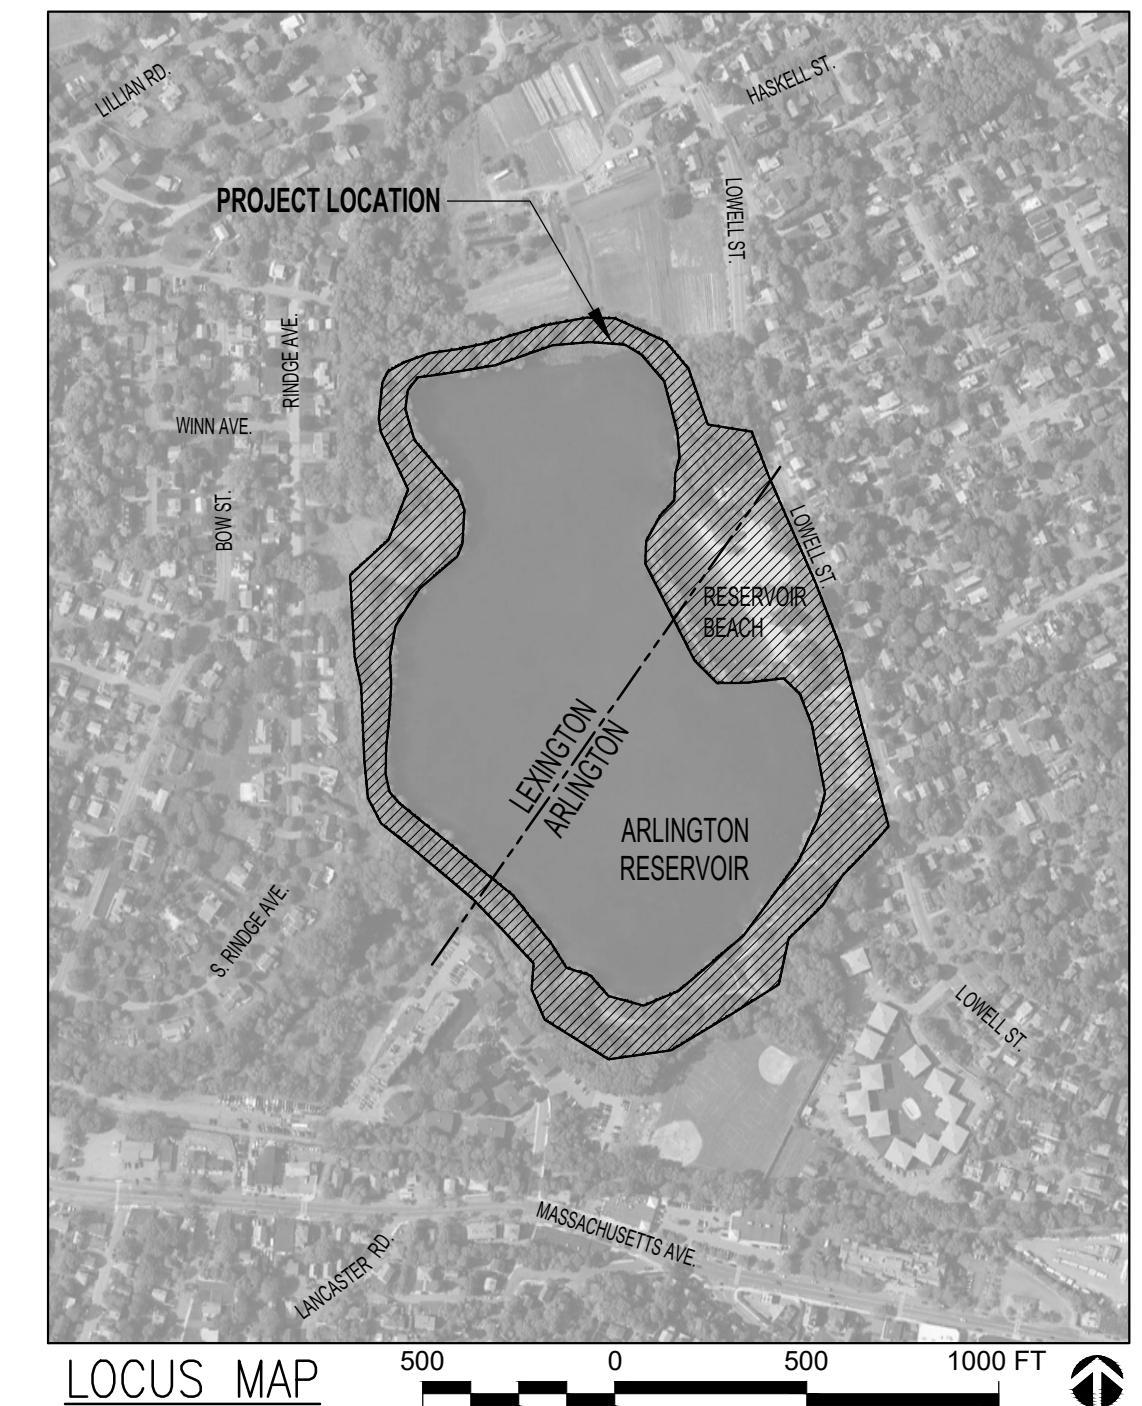 LILLIAN RD.
HASKELL ST.
PROJECT LOCATION
LOWELL ST.
RINDGE AVE.
WINN AVE.
BOW ST.
LOWELL ST.
RESERVOIR
BEACH
LEXINGTON
ARLINGTON
ARLINGTON
RESERVOIR
S. RINDGE AVE.
LOWELL ST.
MASSACHUSETTS AVE.
LANCASTER RD.
LOCUS MAP
500 0 500 1000 FT